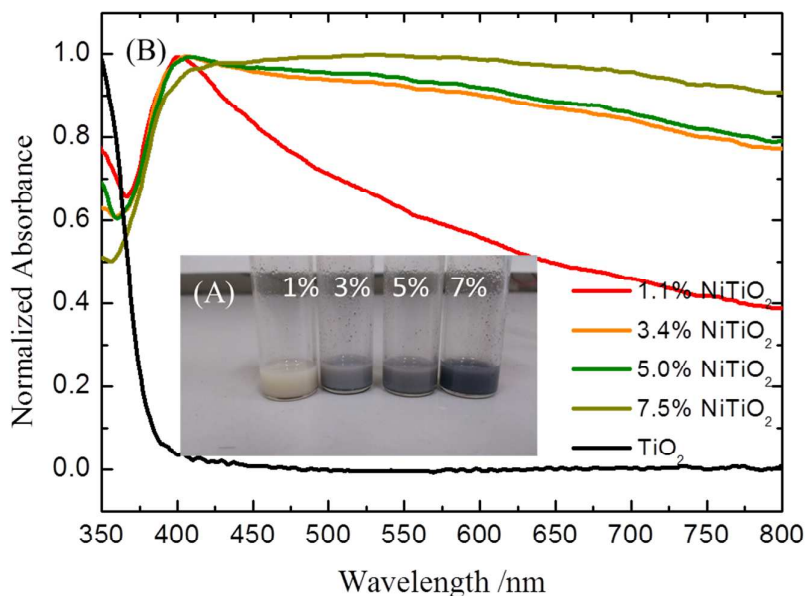 (B)
1.0
0.8
0.6
0.4
0.2
0.0
Normalized Absorbance
(A)
1% 3% 5% 7%
1.1% NiTiO₂
3.4% NiTiO₂
5.0% NiTiO₂
7.5% NiTiO₂
TiO₂
350 400 450 500 550 600 650 700 750 800
Wavelength /nm